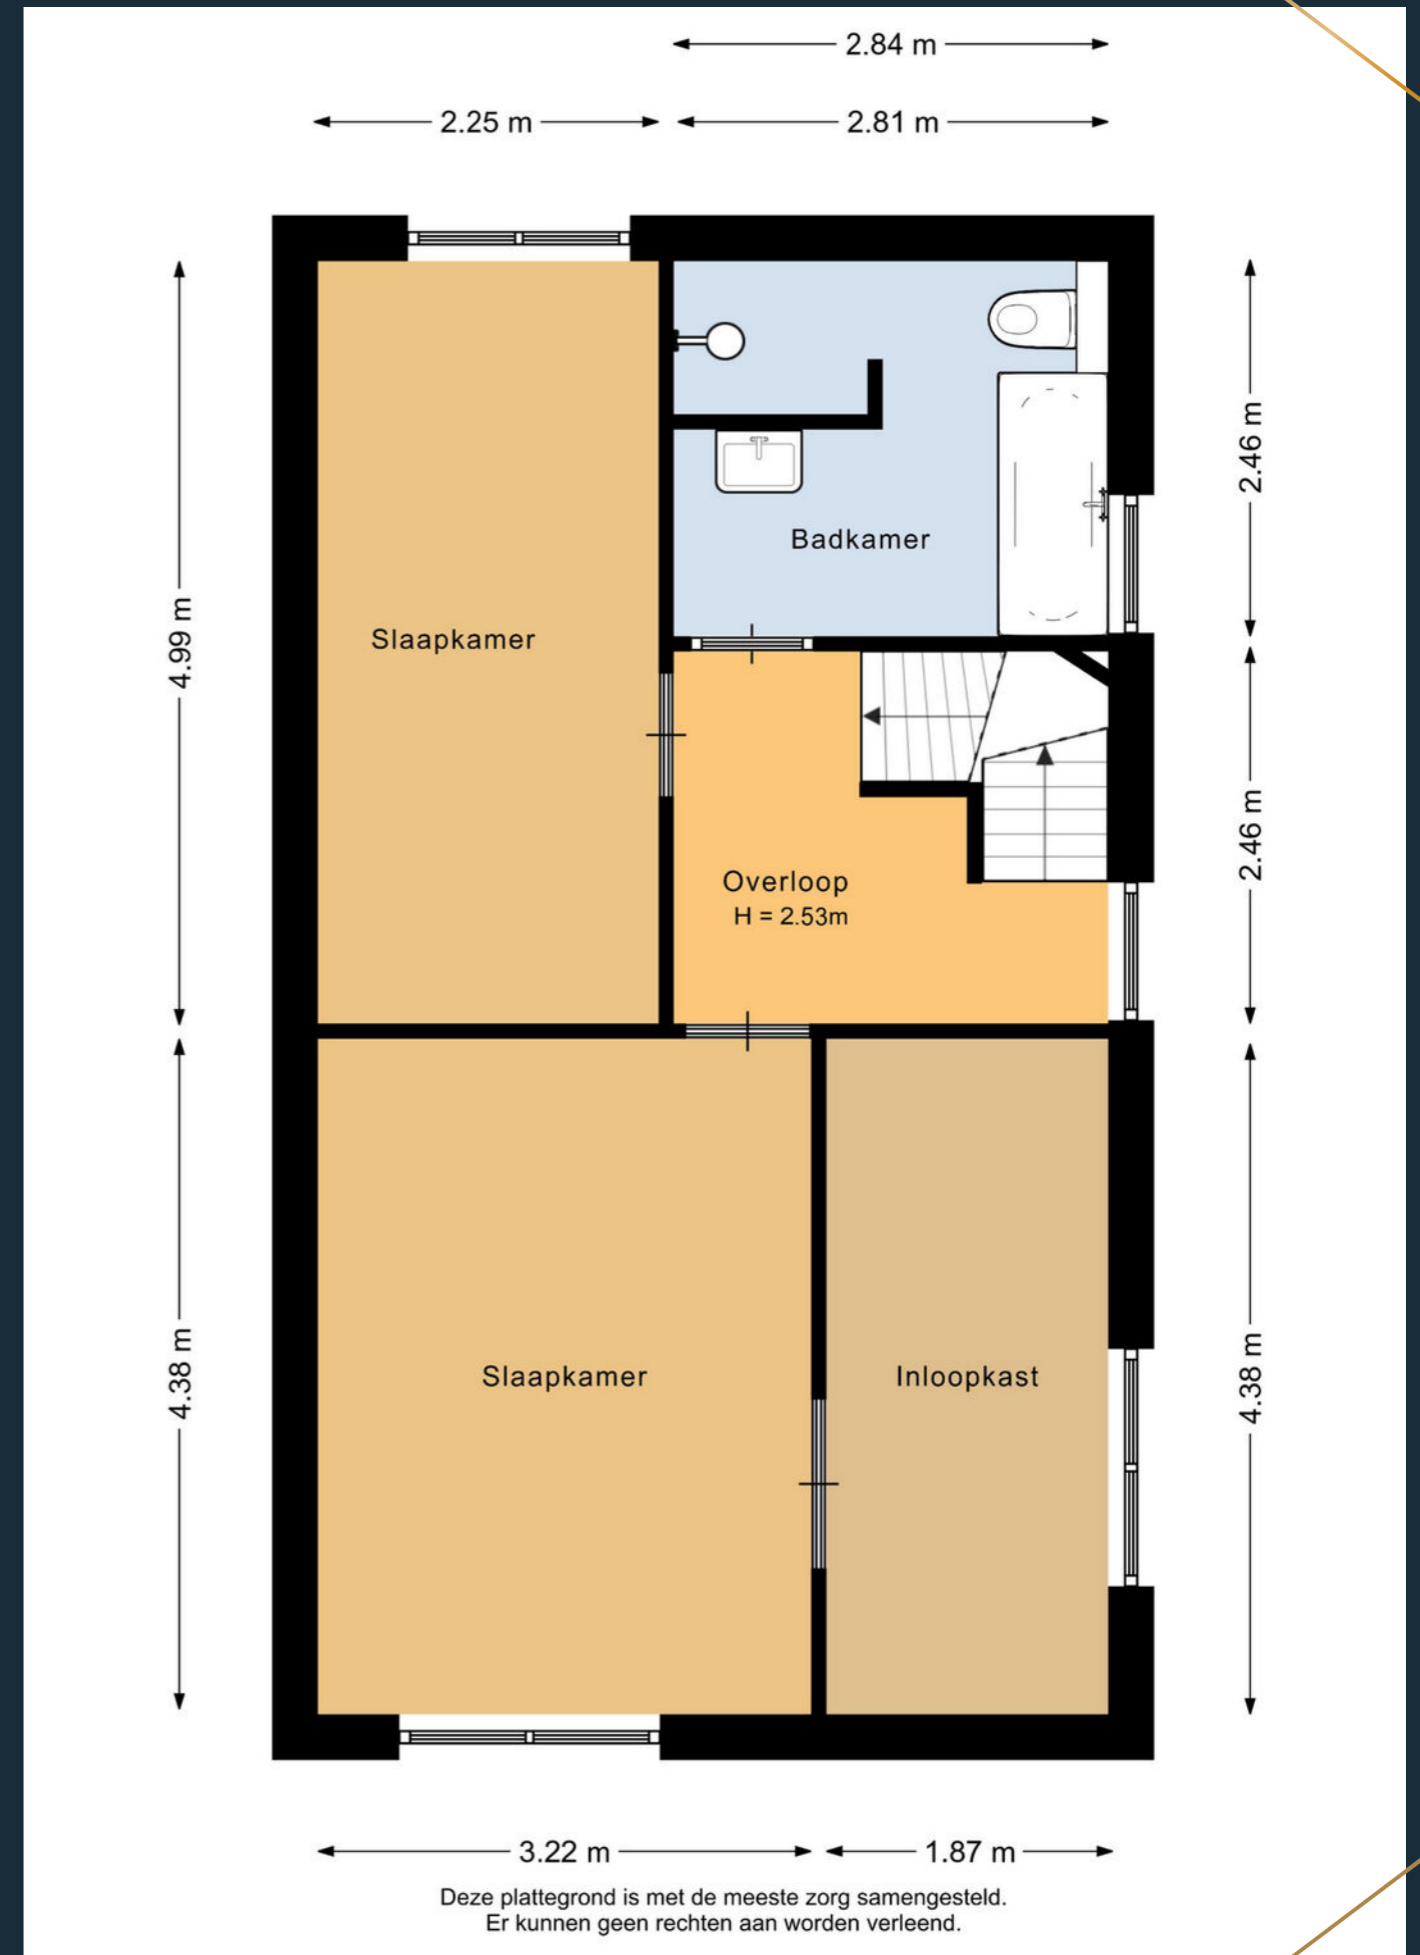 2.84 m
2.25 m
2.81 m
4.99 m
2.46 m
Badkamer
Slaapkamer
2.46 m
Overloop
H = 2.53m
4.38 m
Slaapkamer
Inloopkast
4.38 m
3.22 m
1.87 m
Deze plattegrond is met de meeste zorg samengesteld.
Er kunnen geen rechten aan worden verleend.